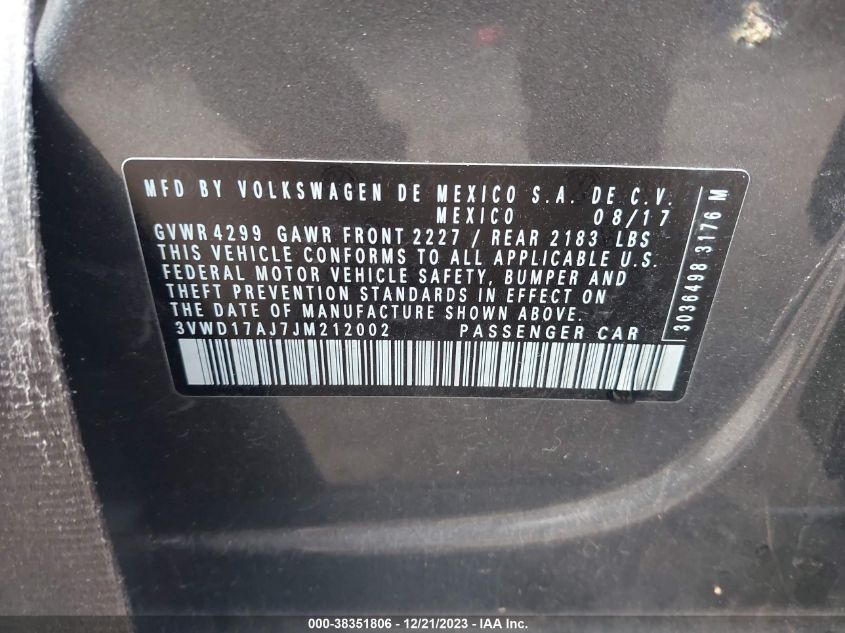 MFD BY VOLKSWAGEN DE MEXICO S.A. DE C.V.
MEXICO 08/17
GVWR 4299 GAWR FRONT 2227 / REAR 2183 LBS
THIS VEHICLE CONFORMS TO ALL APPLICABLE U.S.
FEDERAL MOTOR VEHICLE SAFETY, BUMPER AND
THEFT PREVENTION STANDARDS IN EFFECT ON
THE DATE OF MANUFACTURE SHOWN ABOVE.
3VWD17AJ7JM212002 PASSENGER CAR
3036498 3176 M
000-38351806 - 12/21/2023 - IAA Inc.